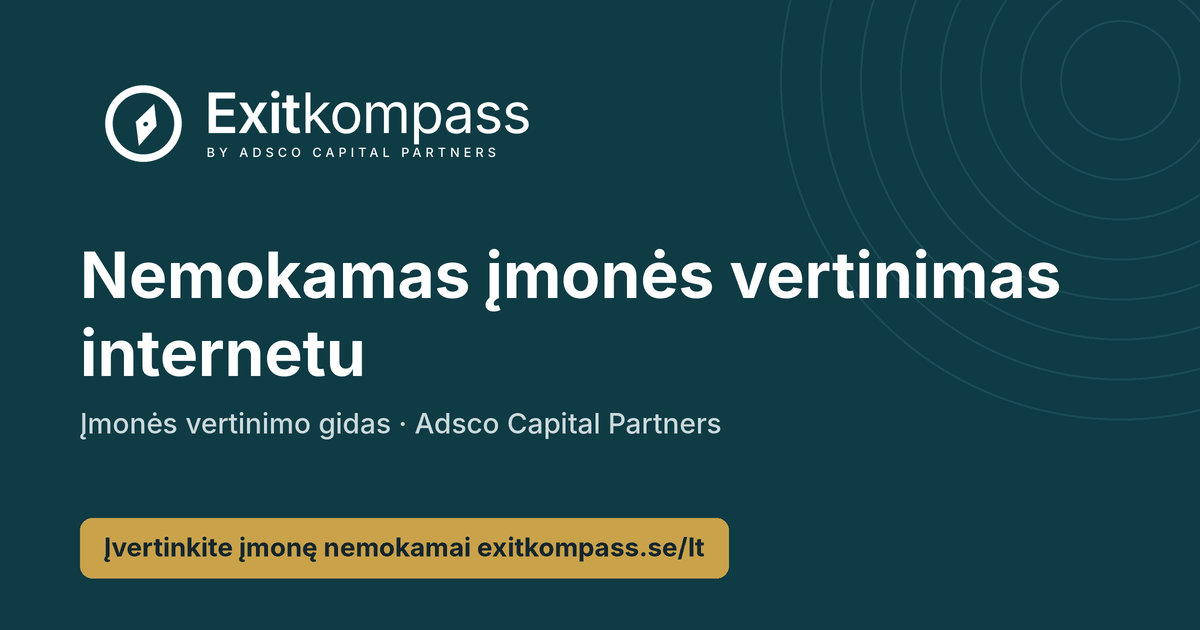 Exitkompass
BY ADSCO CAPITAL PARTNERS
Nemokamas įmonės vertinimas
internetu
Įmonės vertinimo gidas · Adsco Capital Partners
Įvertinkite įmonę nemokamai exitkompass.se/lt